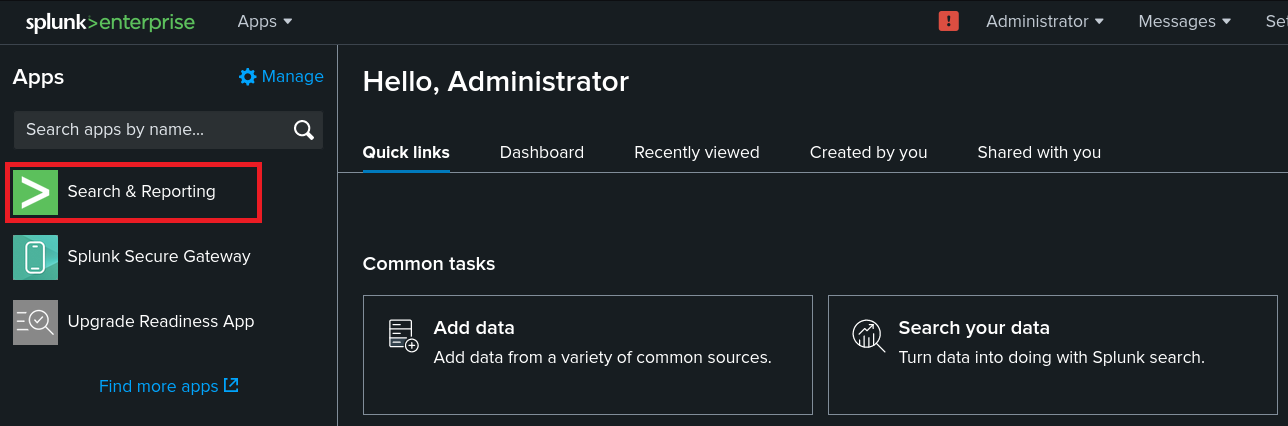 splunk>enterprise Apps Administrator Messages
Apps
Manage
Search apps by name...
Search & Reporting
Splunk Secure Gateway
Upgrade Readiness App
Find more apps
Hello, Administrator
Quick links Dashboard Recently viewed Created by you Shared with you
Common tasks
Add data
Add data from a variety of common sources.
Search your data
Turn data into doing with Splunk search.